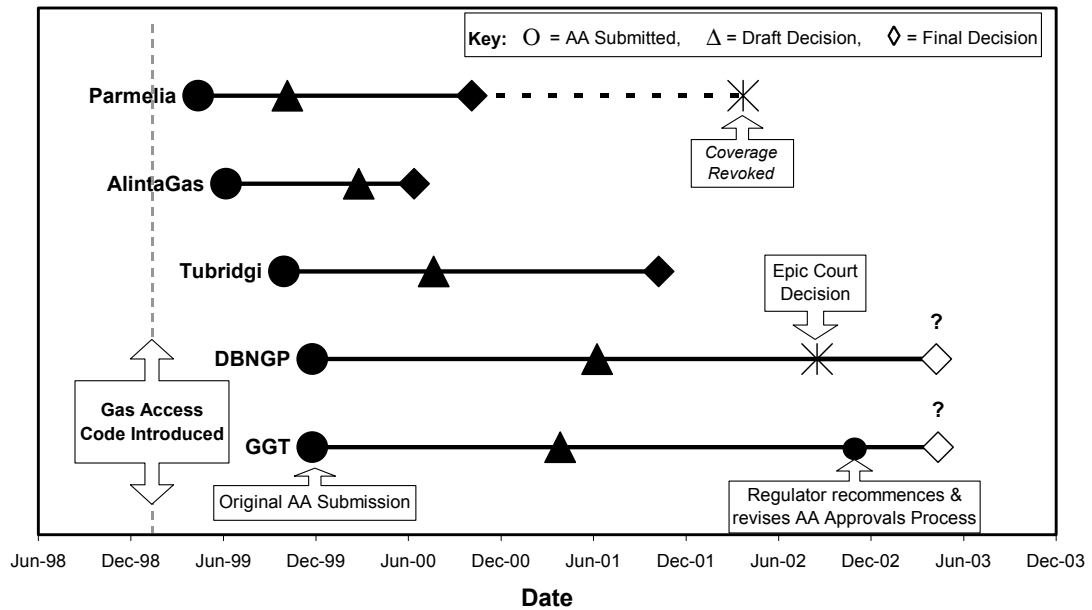 Key: O = AA Submitted, Δ = Draft Decision, ◊ = Final Decision
Parmelia
Coverage
Revoked
AlintaGas
Tubridgi
Epic Court
Decision
?
DBNGP
Gas Access
Code Introduced
?
GGT
Original AA Submission
Regulator recommences &
revises AA Approvals Process
Jun-98 Dec-98 Jun-99 Dec-99 Jun-00 Dec-00 Jun-01 Dec-01 Jun-02 Dec-02 Jun-03 Dec-03
Date